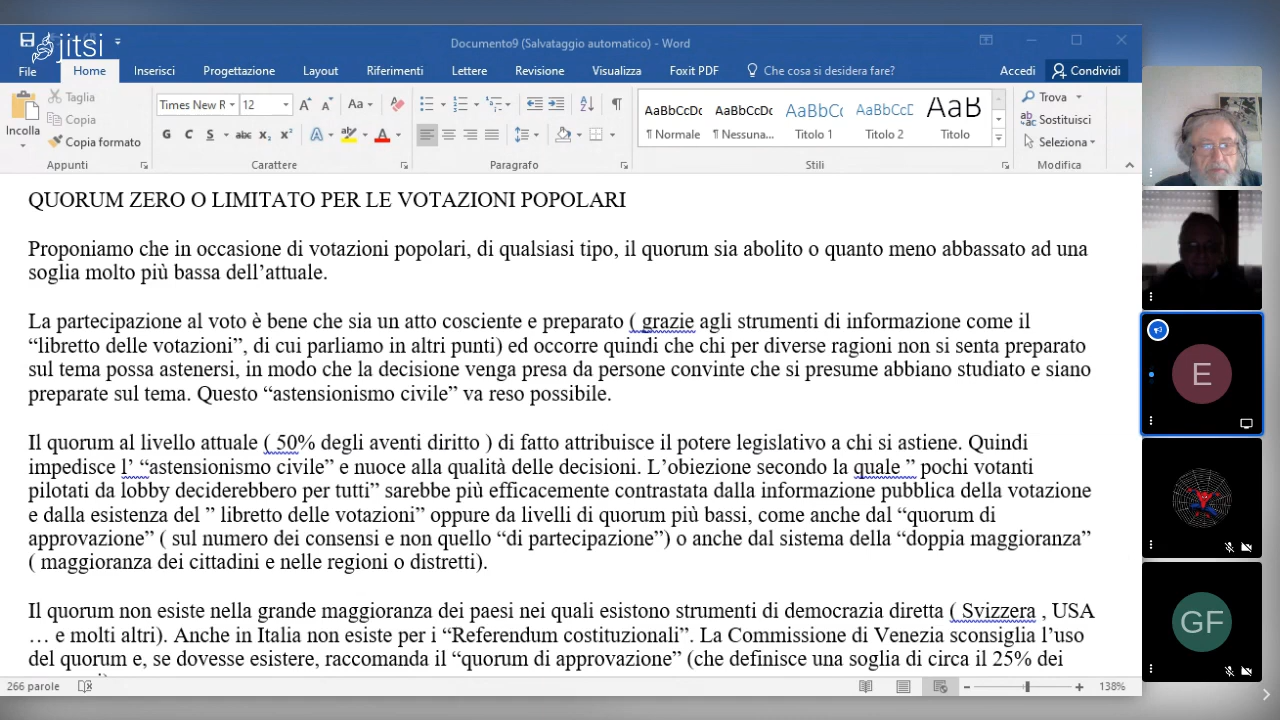 jitsi
Documento9 (Salvataggio automatico) - Word
File Home Inserisci Progettazione Layout Riferimenti Lettere Revisione Visualizza Foxit PDF Che cosa si desidera fare? Accedi Condividi
Incolla
Taglia
Copia
Copia formato
Appunti
Times New R 12
G C S abc x₂ x²
Carattere
Paragrafo
AaBbCcDc AaBbCcDc AaBbC( AaBbCcD AaB
¶ Normale ¶ Nessuna... Titolo 1 Titolo 2 Titolo
Stili
Trova
Sostituisci
Seleziona
Modifica
QUORUM ZERO O LIMITATO PER LE VOTAZIONI POPOLARI
Proponiamo che in occasione di votazioni popolari, di qualsiasi tipo, il quorum sia abolito o quanto meno abbassato ad una
soglia molto più bassa dell’attuale.
La partecipazione al voto è bene che sia un atto cosciente e preparato ( grazie agli strumenti di informazione come il
“libretto delle votazioni”, di cui parliamo in altri punti) ed occorre quindi che chi per diverse ragioni non si senta preparato
sul tema possa astenersi, in modo che la decisione venga presa da persone convinte che si presume abbiano studiato e siano
preparate sul tema. Questo “astensionismo civile” va reso possibile.
Il quorum al livello attuale ( 50% degli aventi diritto ) di fatto attribuisce il potere legislativo a chi si astiene. Quindi
impedisce l’ “astensionismo civile” e nuoce alla qualità delle decisioni. L’obiezione secondo la quale ” pochi votanti
pilotati da lobby deciderebbero per tutti” sarebbe più efficacemente contrastata dalla informazione pubblica della votazione
e dalla esistenza del ” libretto delle votazioni” oppure da livelli di quorum più bassi, come anche dal “quorum di
approvazione” ( sul numero dei consensi e non quello “di partecipazione”) o anche dal sistema della “doppia maggioranza”
( maggioranza dei cittadini e nelle regioni o distretti).
Il quorum non esiste nella grande maggioranza dei paesi nei quali esistono strumenti di democrazia diretta ( Svizzera , USA
… e molti altri). Anche in Italia non esiste per i “Referendum costituzionali”. La Commissione di Venezia sconsiglia l’uso
del quorum e, se dovesse esistere, raccomanda il “quorum di approvazione” (che definisce una soglia di circa il 25% dei
266 parole
138%
E
GF